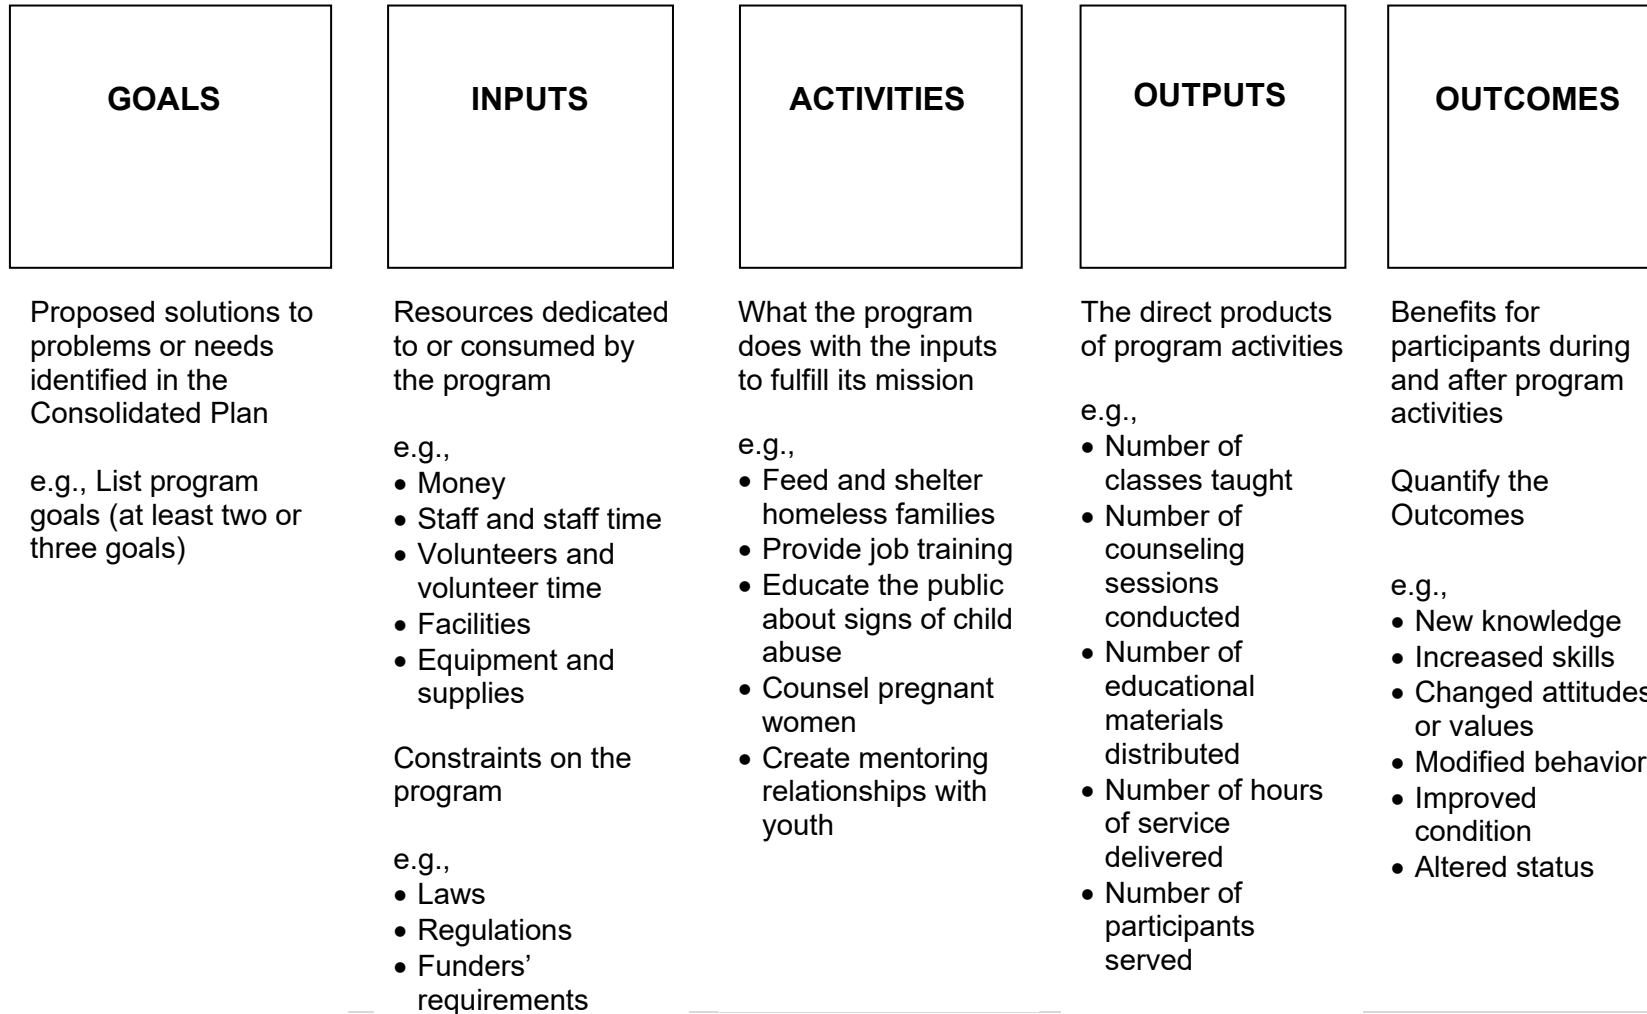 GOALS
INPUTS
ACTIVITIES
OUTPUTS
OUTCOMES
Proposed solutions to
problems or needs
identified in the
Consolidated Plan
e.g., List program
goals (at least two or
three goals)
Resources dedicated
to or consumed by
the program
e.g.,
• Money
• Staff and staff time
• Volunteers and
volunteer time
• Facilities
• Equipment and
supplies
Constraints on the
program
e.g.,
• Laws
• Regulations
• Funders’
requirements
What the program
does with the inputs
to fulfill its mission
e.g.,
• Feed and shelter
homeless families
• Provide job training
• Educate the public
about signs of child
abuse
• Counsel pregnant
women
• Create mentoring
relationships with
youth
The direct products
of program activities
e.g.,
• Number of
classes taught
• Number of
counseling
sessions
conducted
• Number of
educational
materials
distributed
• Number of hours
of service
delivered
• Number of
participants
served
Benefits for
participants during
and after program
activities
Quantify the
Outcomes
e.g.,
• New knowledge
• Increased skills
• Changed attitudes
or values
• Modified behavior
• Improved
condition
• Altered status